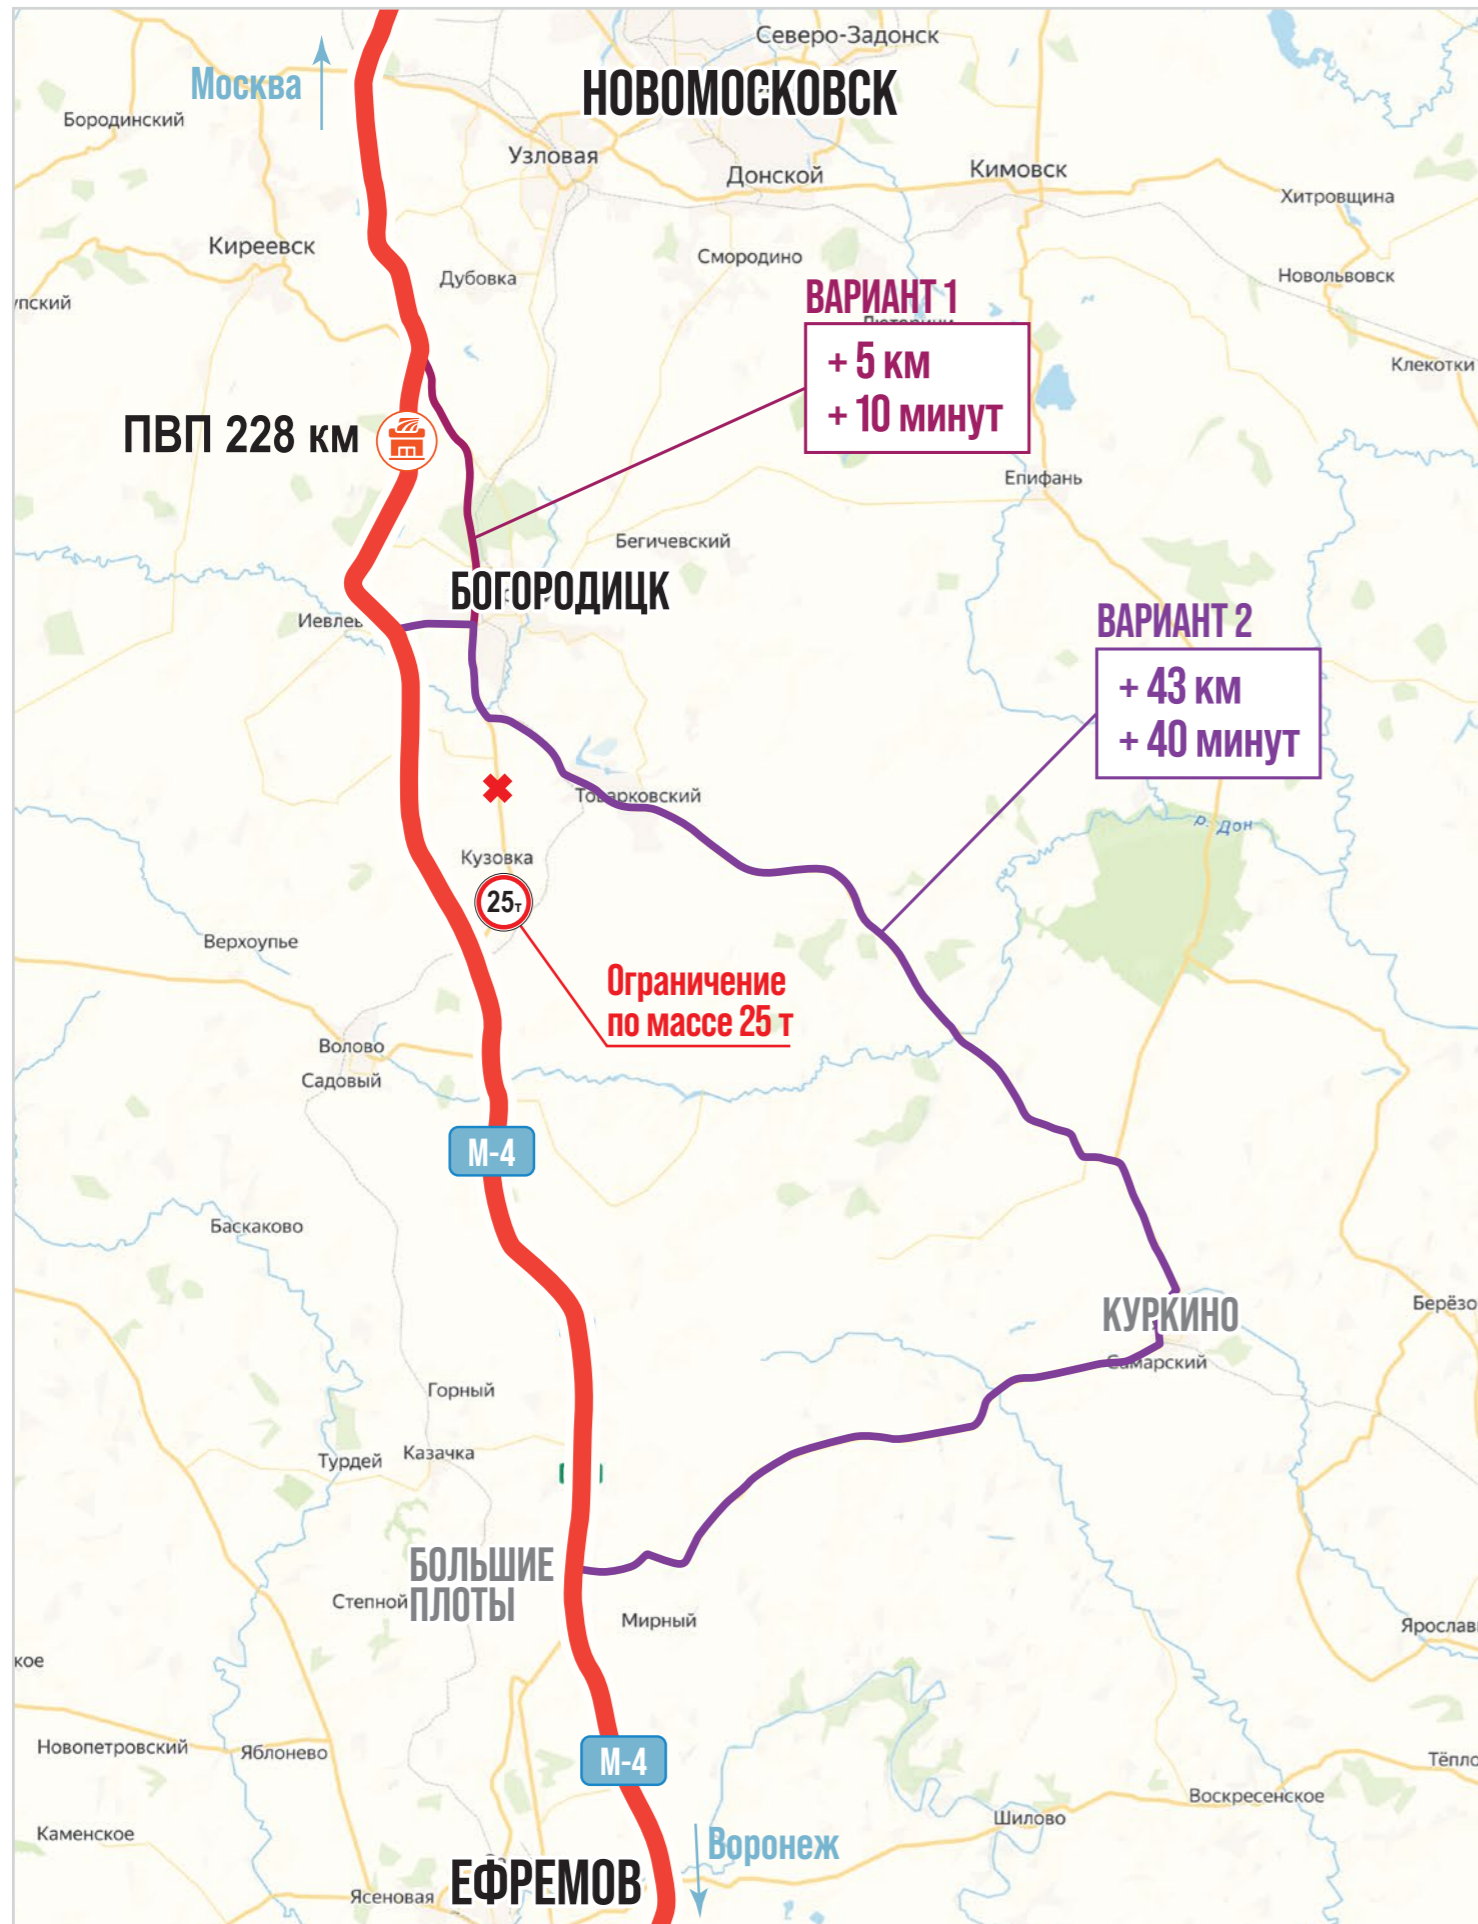 Северо-Задонск
Москва
НОВОМОСКОВСК
Бородинский
Узловая
Донской
Кимовск
Хитровщина
Киреевск
Смородино
Дубовка
Новольвовск
ВАРИАНТ 1
+ 5 км
+ 10 минут
Клекотки
ПВП 228 км
Епифань
Бегичевский
БОГОРОДИЦК
ВАРИАНТ 2
+ 43 км
+ 40 минут
Товарковский
р. Дон
Кузовка
25т
Верхоупье
Ограничение
по массе 25 т
Волово
Садовый
М-4
Баскаково
КУРКИНО
Самарский
Горный
Турдей
Казачка
БОЛЬШИЕ
ПЛОТЫ
Степной
Мирный
Новопетровский
Яблонево
М-4
Воскресенское
Шилово
Каменское
Воронеж
ЕФРЕМОВ
Ясеновая